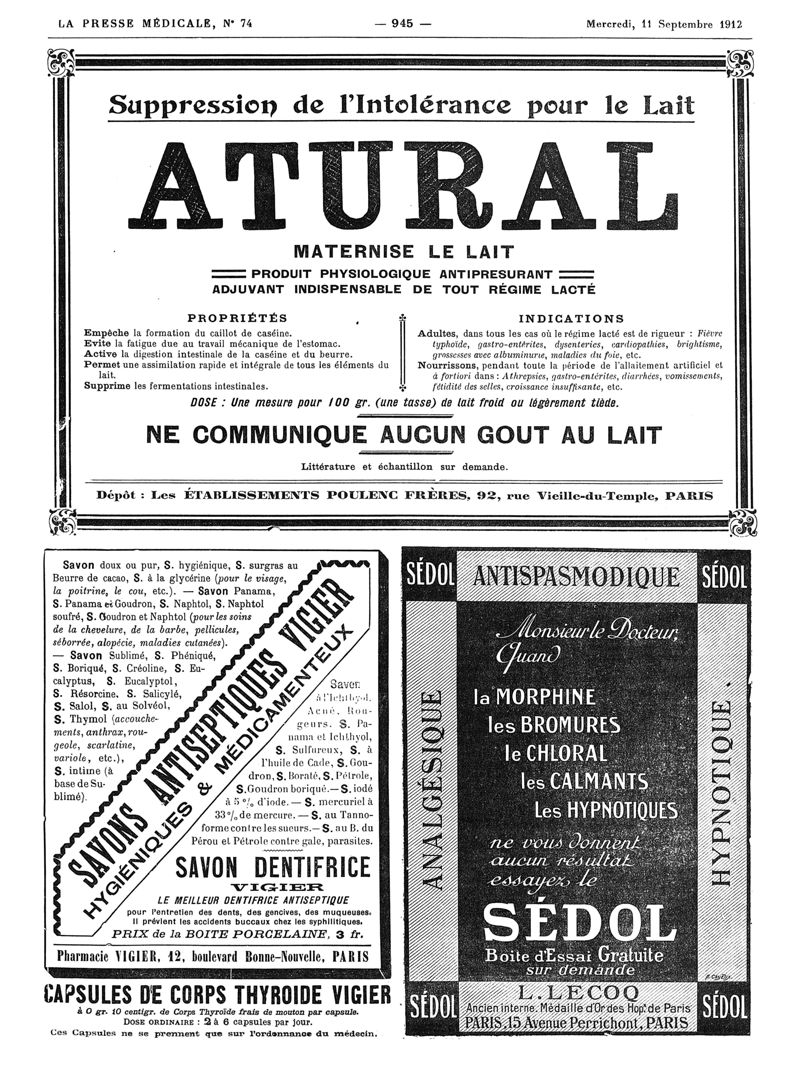 LA PRESSE MÉDICALE, N° 74
— 945 —
Mercredi, 11 Septembre 1912
Suppression de l'Intolérance pour le Lait
ATURAL
MATERNISE LE LAIT
PRODUIT PHYSIOLOGIQUE ANTIPRESURANT
ADJUVANT INDISPENSABLE DE TOUT RÉGIME LACTÉ
PROPRIÉTÉS
Empêche la formation du caillot de caséine.
Evite la fatigue due au travail mécanique de l'estomac.
Active la digestion intestinale de la caséine et du beurre.
Permet une assimilation rapide et intégrale de tous les éléments du
lait.
Supprime les fermentations intestinales.
INDICATIONS
Adultes, dans tous les cas où le régime lacté est de rigueur : Fièvre
typhoïde, gastro-entérites, dysenteries, cardiopathies, brightisme,
grossesses avec albuminurie, maladies du foie, etc.
Nourrissons, pendant toute la période de l'allaitement artificiel et
à fortiori dans : Athrepsies, gastro-entérites, diarrhées, vomissements,
fétidité des selles, croissance insuffisante, etc.
DOSE : Une mesure pour 100 gr. (une tasse) de lait froid ou légèrement tiède.
NE COMMUNIQUE AUCUN GOUT AU LAIT
Littérature et échantillon sur demande.
Dépôt : Les ÉTABLISSEMENTS POULENC FRÈRES, 92, rue Vieille-du-Temple, PARIS
Savon doux ou pur, S. hygiénique, S. surgras au
Beurre de cacao, S. à la glycérine (pour le visage,
la poitrine, le cou, etc.). — Savon Panama,
S. Panama et Goudron, S. Naphtol, S. Naphtol
soufré, S. Goudron et Naphtol (pour les soins
de la chevelure, de la barbe, pellicules,
séborrée, alopécie, maladies cutanées).
— Savon Sublimé, S. Phéniqué,
S. Boriqué, S. Créoline, S. Eu-
calyptus, S. Eucalyptol,
S. Résorcine, S. Salicylé,
S. Salol, S. au Solvéol,
S. Thymol (accouche-
ments, anthrax, rou-
geole, scarlatine,
variole, etc.),
S. intime (à
base de Su-
blimé).
SAVONS ANTISEPTIQUES VIGIER
HYGIÉNIQUES & MÉDICAMENTEUX
Savon
à l'Ichthyol.
Acné, Rou-
geurs. S. Pa-
nama et Ichthyol,
S. Sulfureux, S. à
l'huile de Cade, S. Gou-
dron, S. Boraté, S. Pétrole,
S. Goudron boriqué. — S. iodé
à 5 % d'iode. — S. mercuriel à
33 % de mercure. — S. au Tanno-
forme contre les sueurs. — S. au B. du
Pérou et Pétrole contre gale, parasites.
SAVON DENTIFRICE
VIGIER
LE MEILLEUR DENTIFRICE ANTISEPTIQUE
pour l'entretien des dents, des gencives, des muqueuses.
Il prévient les accidents buccaux chez les syphilitiques.
PRIX de la BOITE PORCELAINE, 3 fr.
Pharmacie VIGIER, 12, boulevard Bonne-Nouvelle, PARIS
CAPSULES DE CORPS THYROIDE VIGIER
à 0 gr. 10 centigr. de Corps Thyroïde frais de mouton par capsule.
DOSE ORDINAIRE : 2 à 6 capsules par jour.
Ces Capsules ne se prennent que sur l'ordonnance du médecin.
SÉDOL
ANTISPASMODIQUE
SÉDOL
ANALGÉSIQUE
Monsieur le Docteur,
Quand
la MORPHINE
les BROMURES
le CHLORAL
les CALMANTS
Les HYPNOTIQUES
ne vous donnent
aucun résultat
essayez le
SÉDOL
Boite d'Essai Gratuite
sur demande
HYPNOTIQUE.
SÉDOL
L. LECOQ
Ancien interne. Médaille d'Or des Hôp.x de Paris
PARIS, 15 Avenue Perrichont, PARIS
SÉDOL